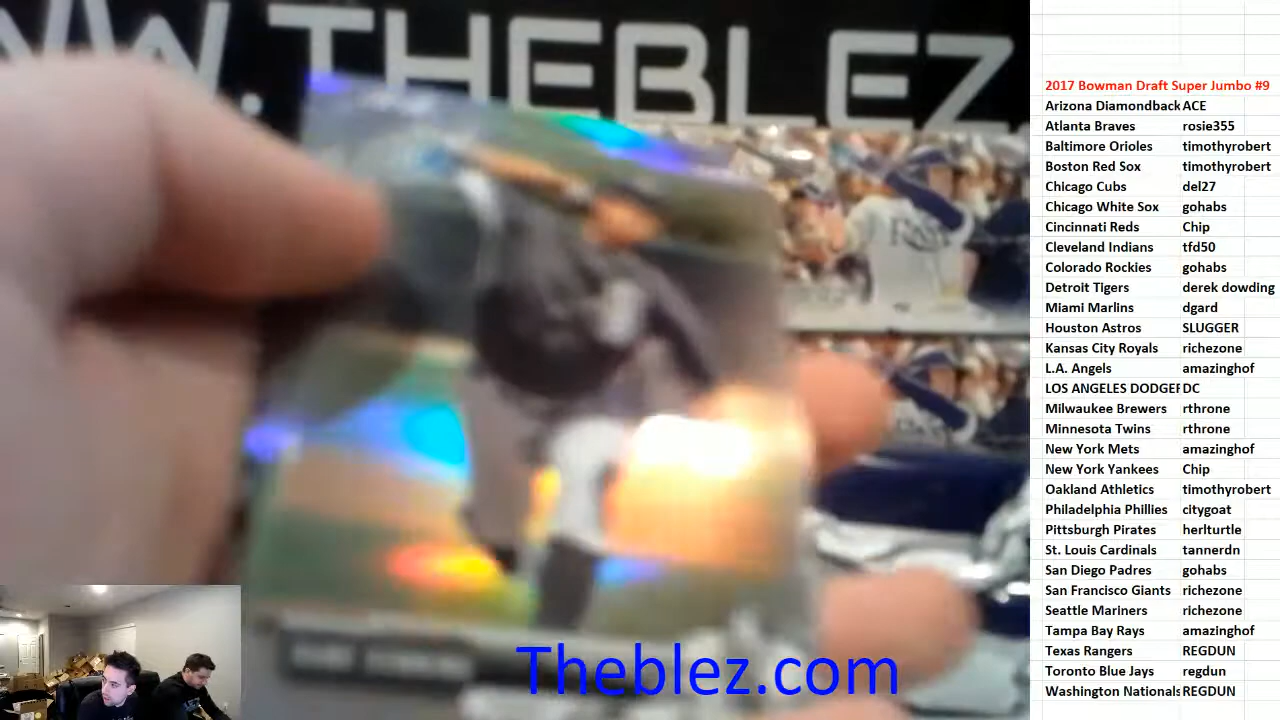 WWW.THEBLEZ.
RAYS
Theblez.com
2017 Bowman Draft Super Jumbo #9
Arizona Diamondback ACE
Atlanta Braves rosie355
Baltimore Orioles timothyrobert
Boston Red Sox timothyrobert
Chicago Cubs del27
Chicago White Sox gohabs
Cincinnati Reds Chip
Cleveland Indians tfd50
Colorado Rockies gohabs
Detroit Tigers derek dowding
Miami Marlins dgard
Houston Astros SLUGGER
Kansas City Royals richezone
L.A. Angels amazinghof
LOS ANGELES DODGER DC
Milwaukee Brewers rthrone
Minnesota Twins rthrone
New York Mets amazinghof
New York Yankees Chip
Oakland Athletics timothyrobert
Philadelphia Phillies citygoat
Pittsburgh Pirates herlturtle
St. Louis Cardinals tannerdn
San Diego Padres gohabs
San Francisco Giants richezone
Seattle Mariners richezone
Tampa Bay Rays amazinghof
Texas Rangers REGDUN
Toronto Blue Jays regdun
Washington Nationals REGDUN